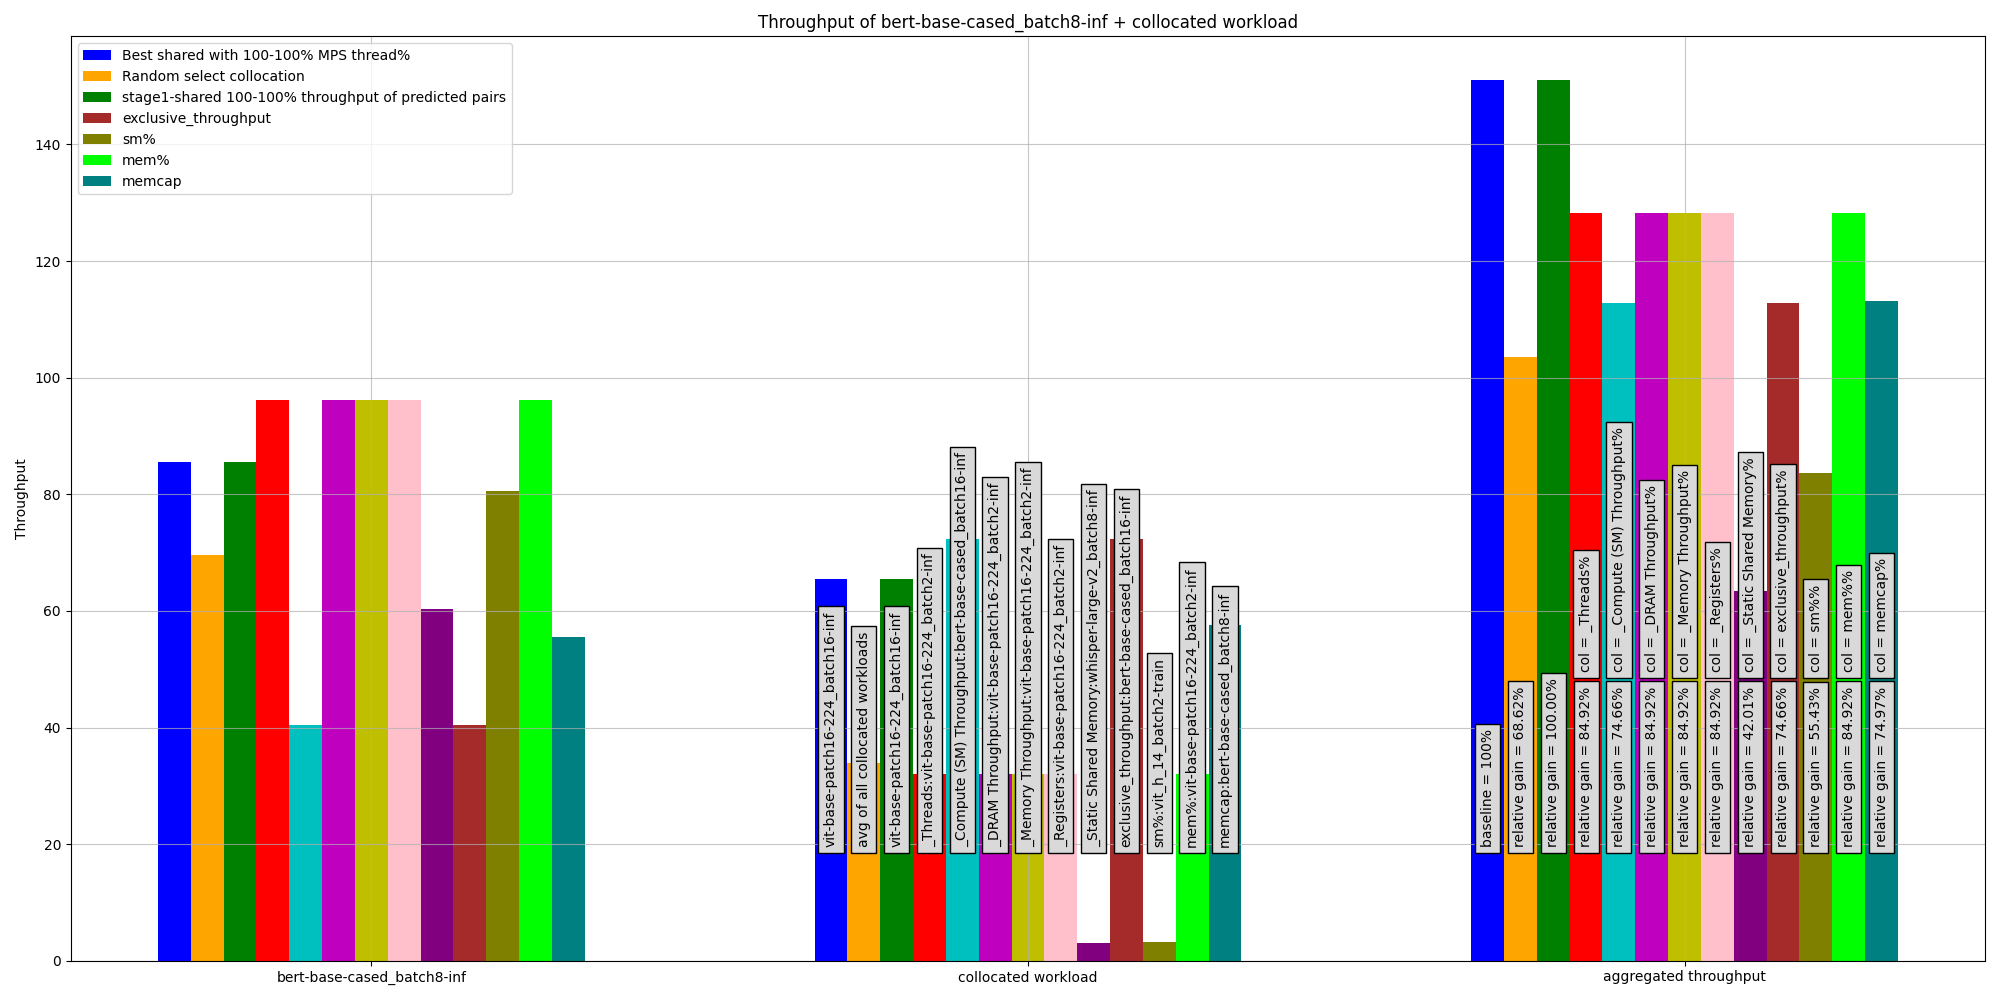 Throughput of bert-base-cased_batch8-inf + collocated workload
Best shared with 100-100% MPS thread%
Random select collocation
stage1-shared 100-100% throughput of predicted pairs
exclusive_throughput
sm%
mem%
memcap
Throughput
140
120
100
80
60
40
20
0
vit-base-patch16-224_batch16-inf
avg of all collocated workloads
vit-base-patch16-224_batch16-inf
_Threads:vit-base-patch16-224_batch2-inf
_Compute (SM) Throughput:bert-base-cased_batch16-inf
_DRAM Throughput:vit-base-patch16-224_batch2-inf
_Memory Throughput:vit-base-patch16-224_batch2-inf
_Registers:vit-base-patch16-224_batch2-inf
_Static Shared Memory:whisper-large-v2_batch8-inf
exclusive_throughput:bert-base-cased_batch16-inf
sm%:vit_h_14_batch2-train
mem%:vit-base-patch16-224_batch2-inf
memcap:bert-base-cased_batch8-inf
baseline = 100%
relative gain = 68.62%
relative gain = 100.00%
relative gain = 84.92%
col = _Threads%
relative gain = 74.66%
col = _Compute (SM) Throughput%
relative gain = 84.92%
col = _DRAM Throughput%
relative gain = 84.92%
col = _Memory Throughput%
relative gain = 84.92%
col = _Registers%
relative gain = 42.01%
col = _Static Shared Memory%
relative gain = 74.66%
col = exclusive_throughput%
relative gain = 55.43%
col = sm%%
relative gain = 84.92%
col = mem%%
relative gain = 74.97%
col = memcap%
bert-base-cased_batch8-inf
collocated workload
aggregated throughput